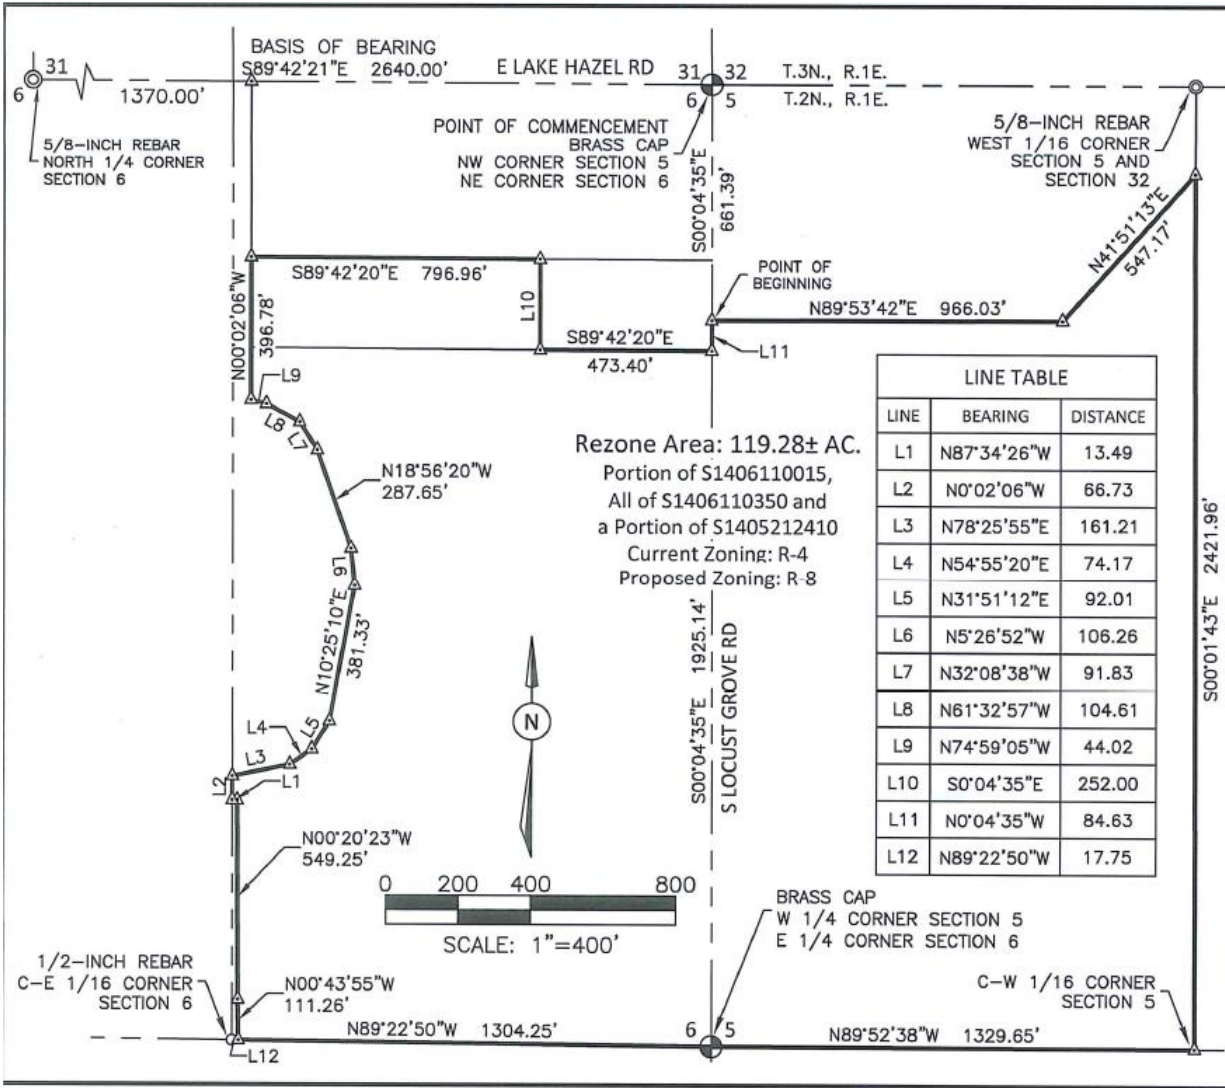 31
6
1370.00'
5/8-INCH REBAR
NORTH 1/4 CORNER
SECTION 6
BASIS OF BEARING
S89°42'21"E 2640.00'
E LAKE HAZEL RD
31 32
6 5
T.3N., R.1E.
T.2N., R.1E.
POINT OF COMMENCEMENT
BRASS CAP
NW CORNER SECTION 5
NE CORNER SECTION 6
S00°04'35"E
661.39'
5/8-INCH REBAR
WEST 1/16 CORNER
SECTION 5 AND
SECTION 32
N41°51'13"E
547.17'
S89°42'20"E 796.96'
N00°02'06"W
396.78'
L10
POINT OF
BEGINNING
N89°53'42"E 966.03'
S89°42'20"E
473.40'
L11
L9
L8
L7
N18°56'20"W
287.65'
L6
N10°25'10"E
381.33'
L5
L4
L3
L2
L1
Rezone Area: 119.28± AC.
Portion of S1406110015,
All of S1406110350 and
a Portion of S1405212410
Current Zoning: R-4
Proposed Zoning: R-8
LINE TABLE
LINE BEARING DISTANCE
L1 N87°34'26"W 13.49
L2 N0°02'06"W 66.73
L3 N78°25'55"E 161.21
L4 N54°55'20"E 74.17
L5 N31°51'12"E 92.01
L6 N5°26'52"W 106.26
L7 N32°08'38"W 91.83
L8 N61°32'57"W 104.61
L9 N74°59'05"W 44.02
L10 S0°04'35"E 252.00
L11 N0°04'35"W 84.63
L12 N89°22'50"W 17.75
S00°01'43"E 2421.96'
S00°04'35"E 1925.14'
S LOCUST GROVE RD
N
N00°20'23"W
549.25'
0 200 400 800
SCALE: 1"=400'
BRASS CAP
W 1/4 CORNER SECTION 5
E 1/4 CORNER SECTION 6
1/2-INCH REBAR
C-E 1/16 CORNER
SECTION 6
N00°43'55"W
111.26'
C-W 1/16 CORNER
SECTION 5
N89°22'50"W 1304.25'
6 5
N89°52'38"W 1329.65'
L12